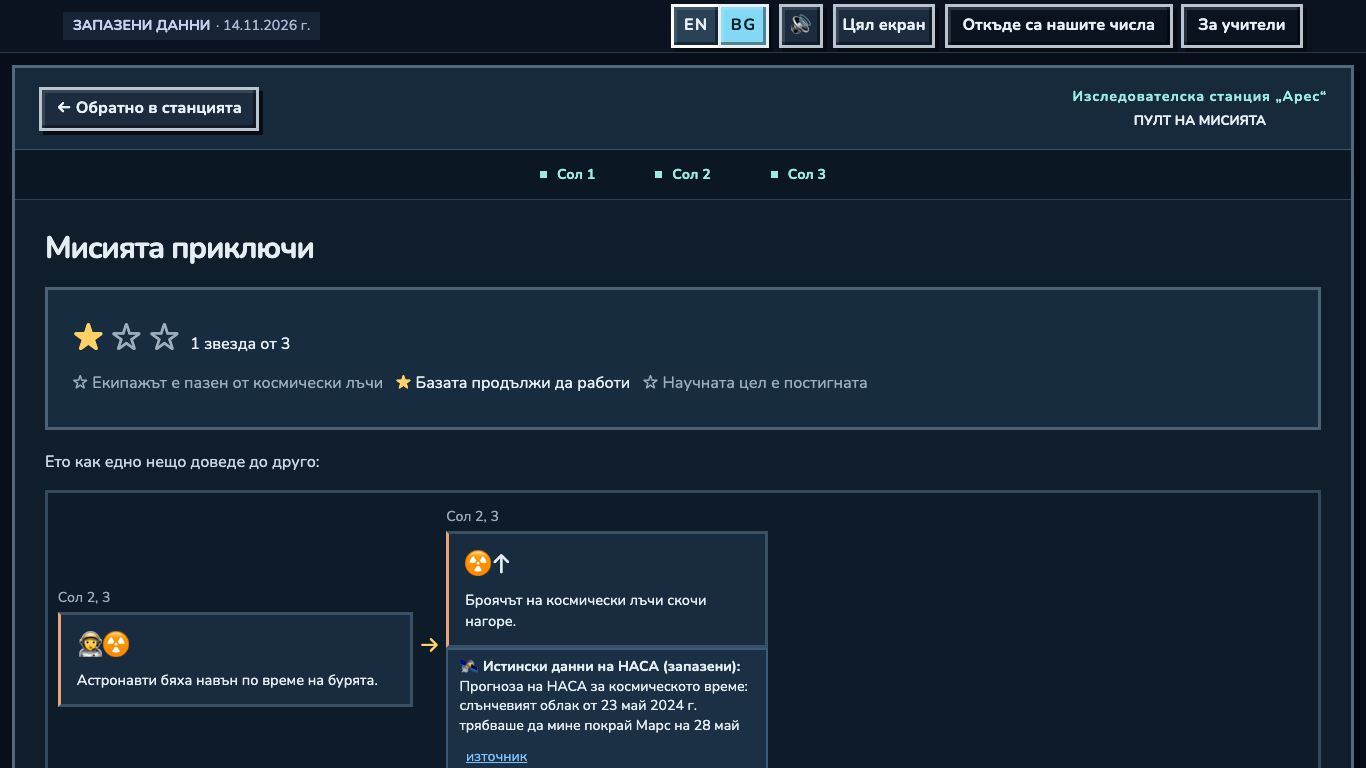 ЗАПАЗЕНИ ДАННИ · 14.11.2026 г.
EN
BG
Цял екран
Откъде са нашите числа
За учители
← Обратно в станцията
Изследователска станция „Арес“
ПУЛТ НА МИСИЯТА
Сол 1
Сол 2
Сол 3
Мисията приключи
1 звезда от 3
Екипажът е пазен от космически лъчи
Базата продължи да работи
Научната цел е постигната
Ето как едно нещо доведе до друго:
Сол 2, 3
Астронавти бяха навън по време на бурята.
Сол 2, 3
Броячът на космически лъчи скочи
нагоре.
Истински данни на НАСА (запазени):
Прогноза на НАСА за космическото време:
слънчевият облак от 23 май 2024 г.
трябваше да мине покрай Марс на 28 май
източник